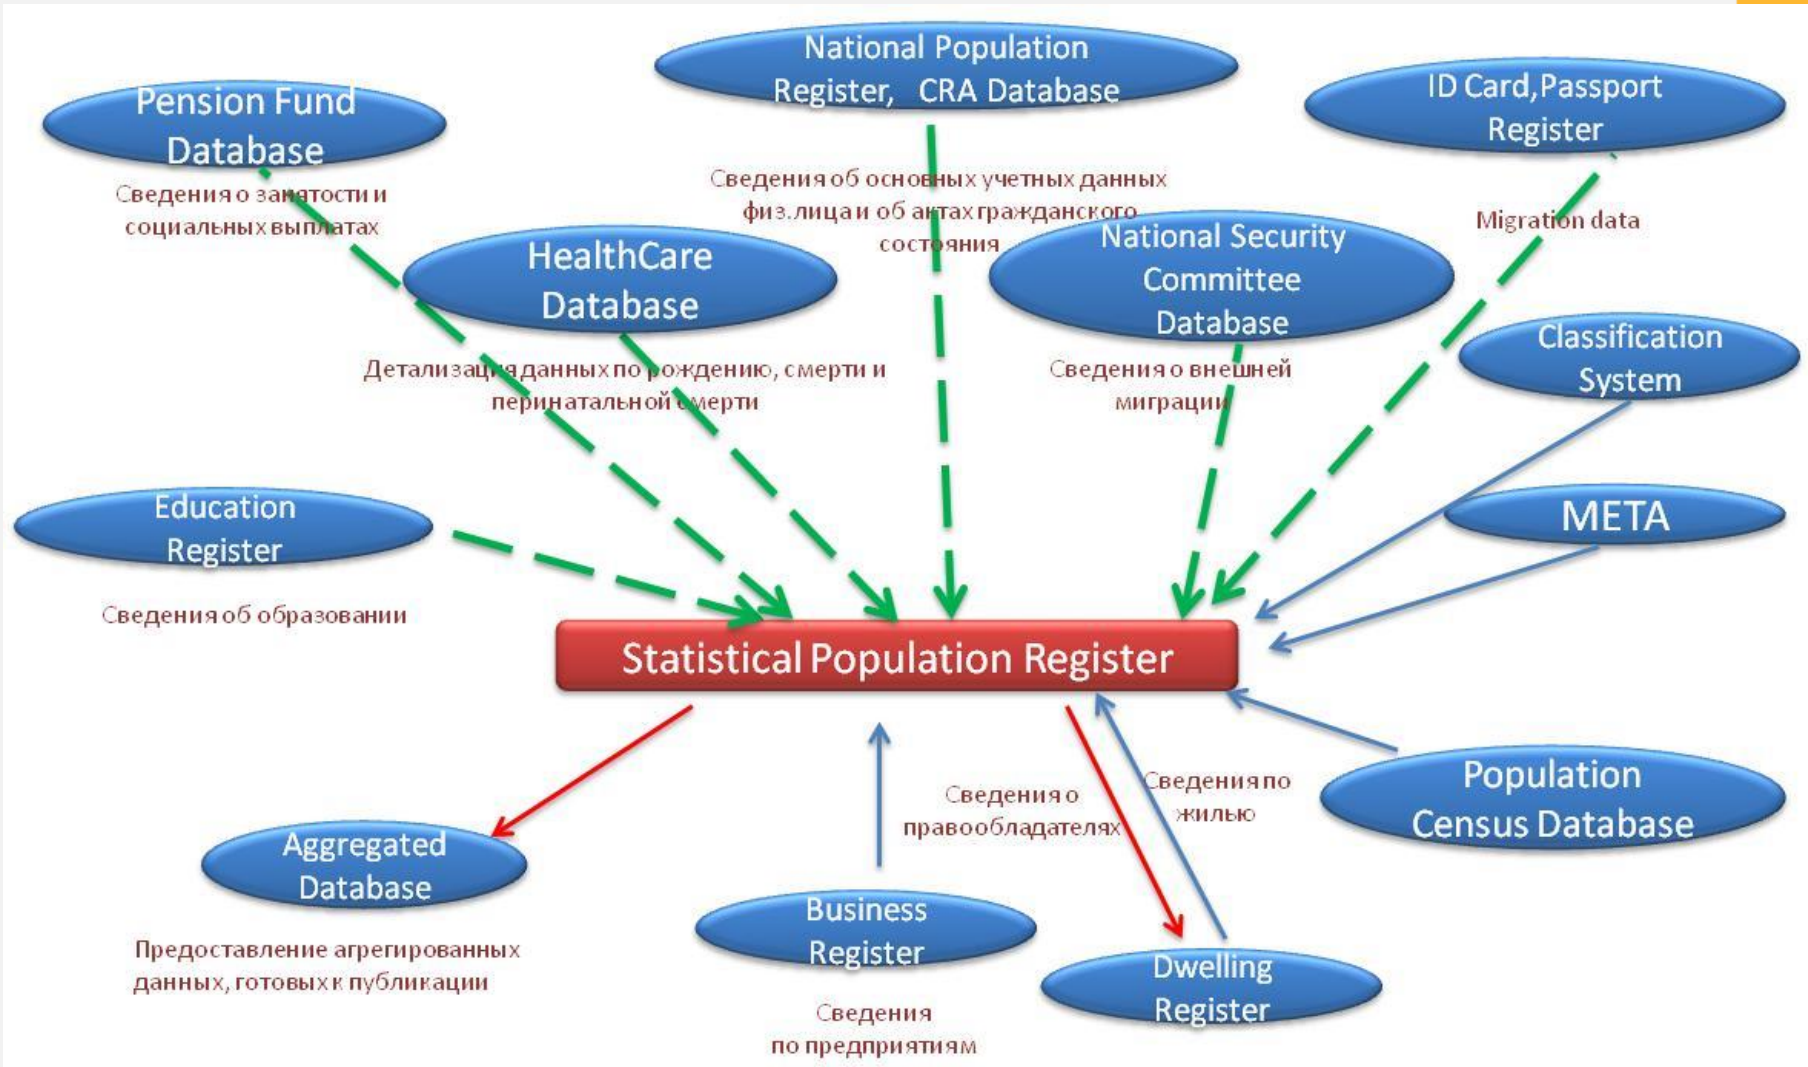 National Population
Register, CRA Database
ID Card,Passport
Register
Pension Fund
Database
Сведения о занятости и
социальных выплатах
Сведения об основных учетных данных
физ.лица и об актах гражданского
состояния
Migration data
HealthCare
Database
National Security
Committee
Database
Classification
System
Детализация данных по рождению, смерти и
перинатальной смерти
Сведения о внешней
миграции
META
Education
Register
Сведения об образовании
Statistical Population Register
Сведения о
правообладателях
Сведения по
жилью
Population
Census Database
Aggregated
Database
Предоставление агрегированных
данных, готовых к публикации
Business
Register
Сведения
по предприятиям
Dwelling
Register